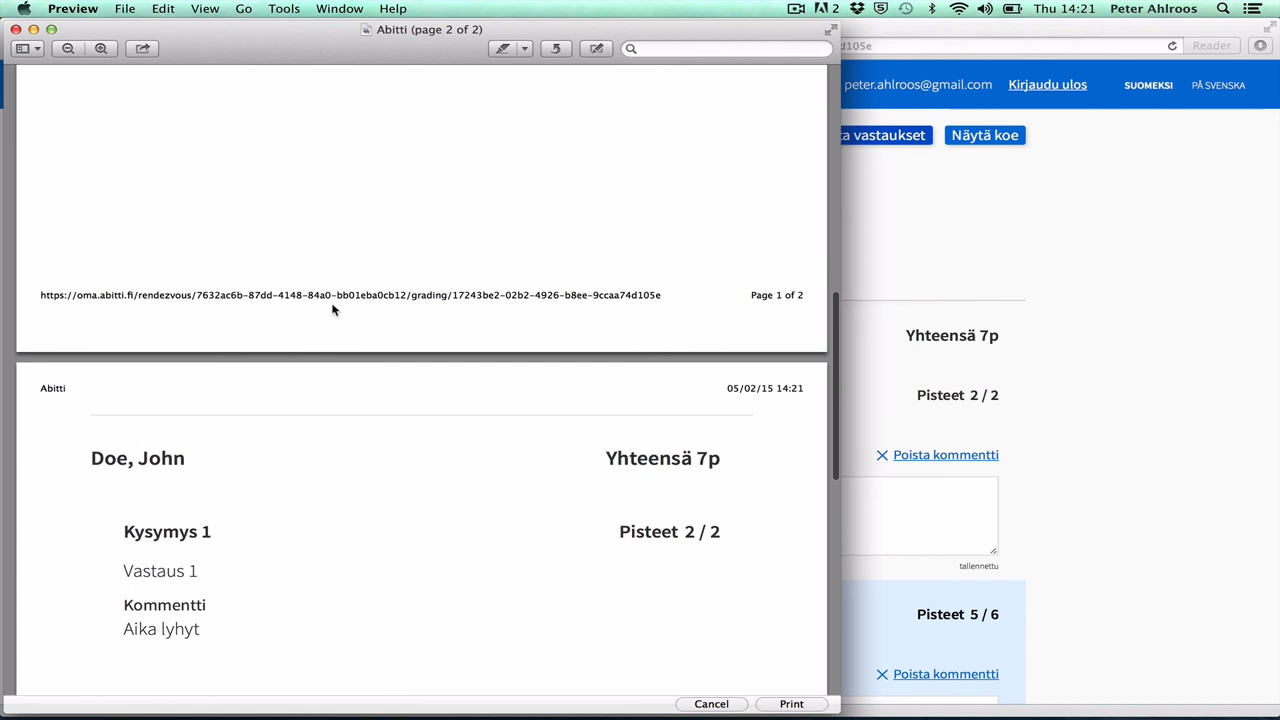 Preview File Edit View Go Tools Window Help 2 5 Thu 14:21 Peter Ahlroos
Abitti (page 2 of 2)
d105e Reader
peter.ahlroos@gmail.com Kirjaudu ulos SUOMEKSI PÅ SVENSKA
ta vastaukset Näytä koe
https://oma.abitti.fi/rendezvous/7632ac6b-87dd-4148-84a0-bb01eba0cb12/grading/17243be2-02b2-4926-b8ee-9ccaa74d105e Page 1 of 2
Yhteensä 7p
Abitti 05/02/15 14:21
Pisteet 2 / 2
Doe, John Yhteensä 7p
Poista kommentti
Kysymys 1 Pisteet 2 / 2
Vastaus 1
tallennettu
Kommentti
Pisteet 5 / 6
Aika lyhyt
Poista kommentti
Cancel Print